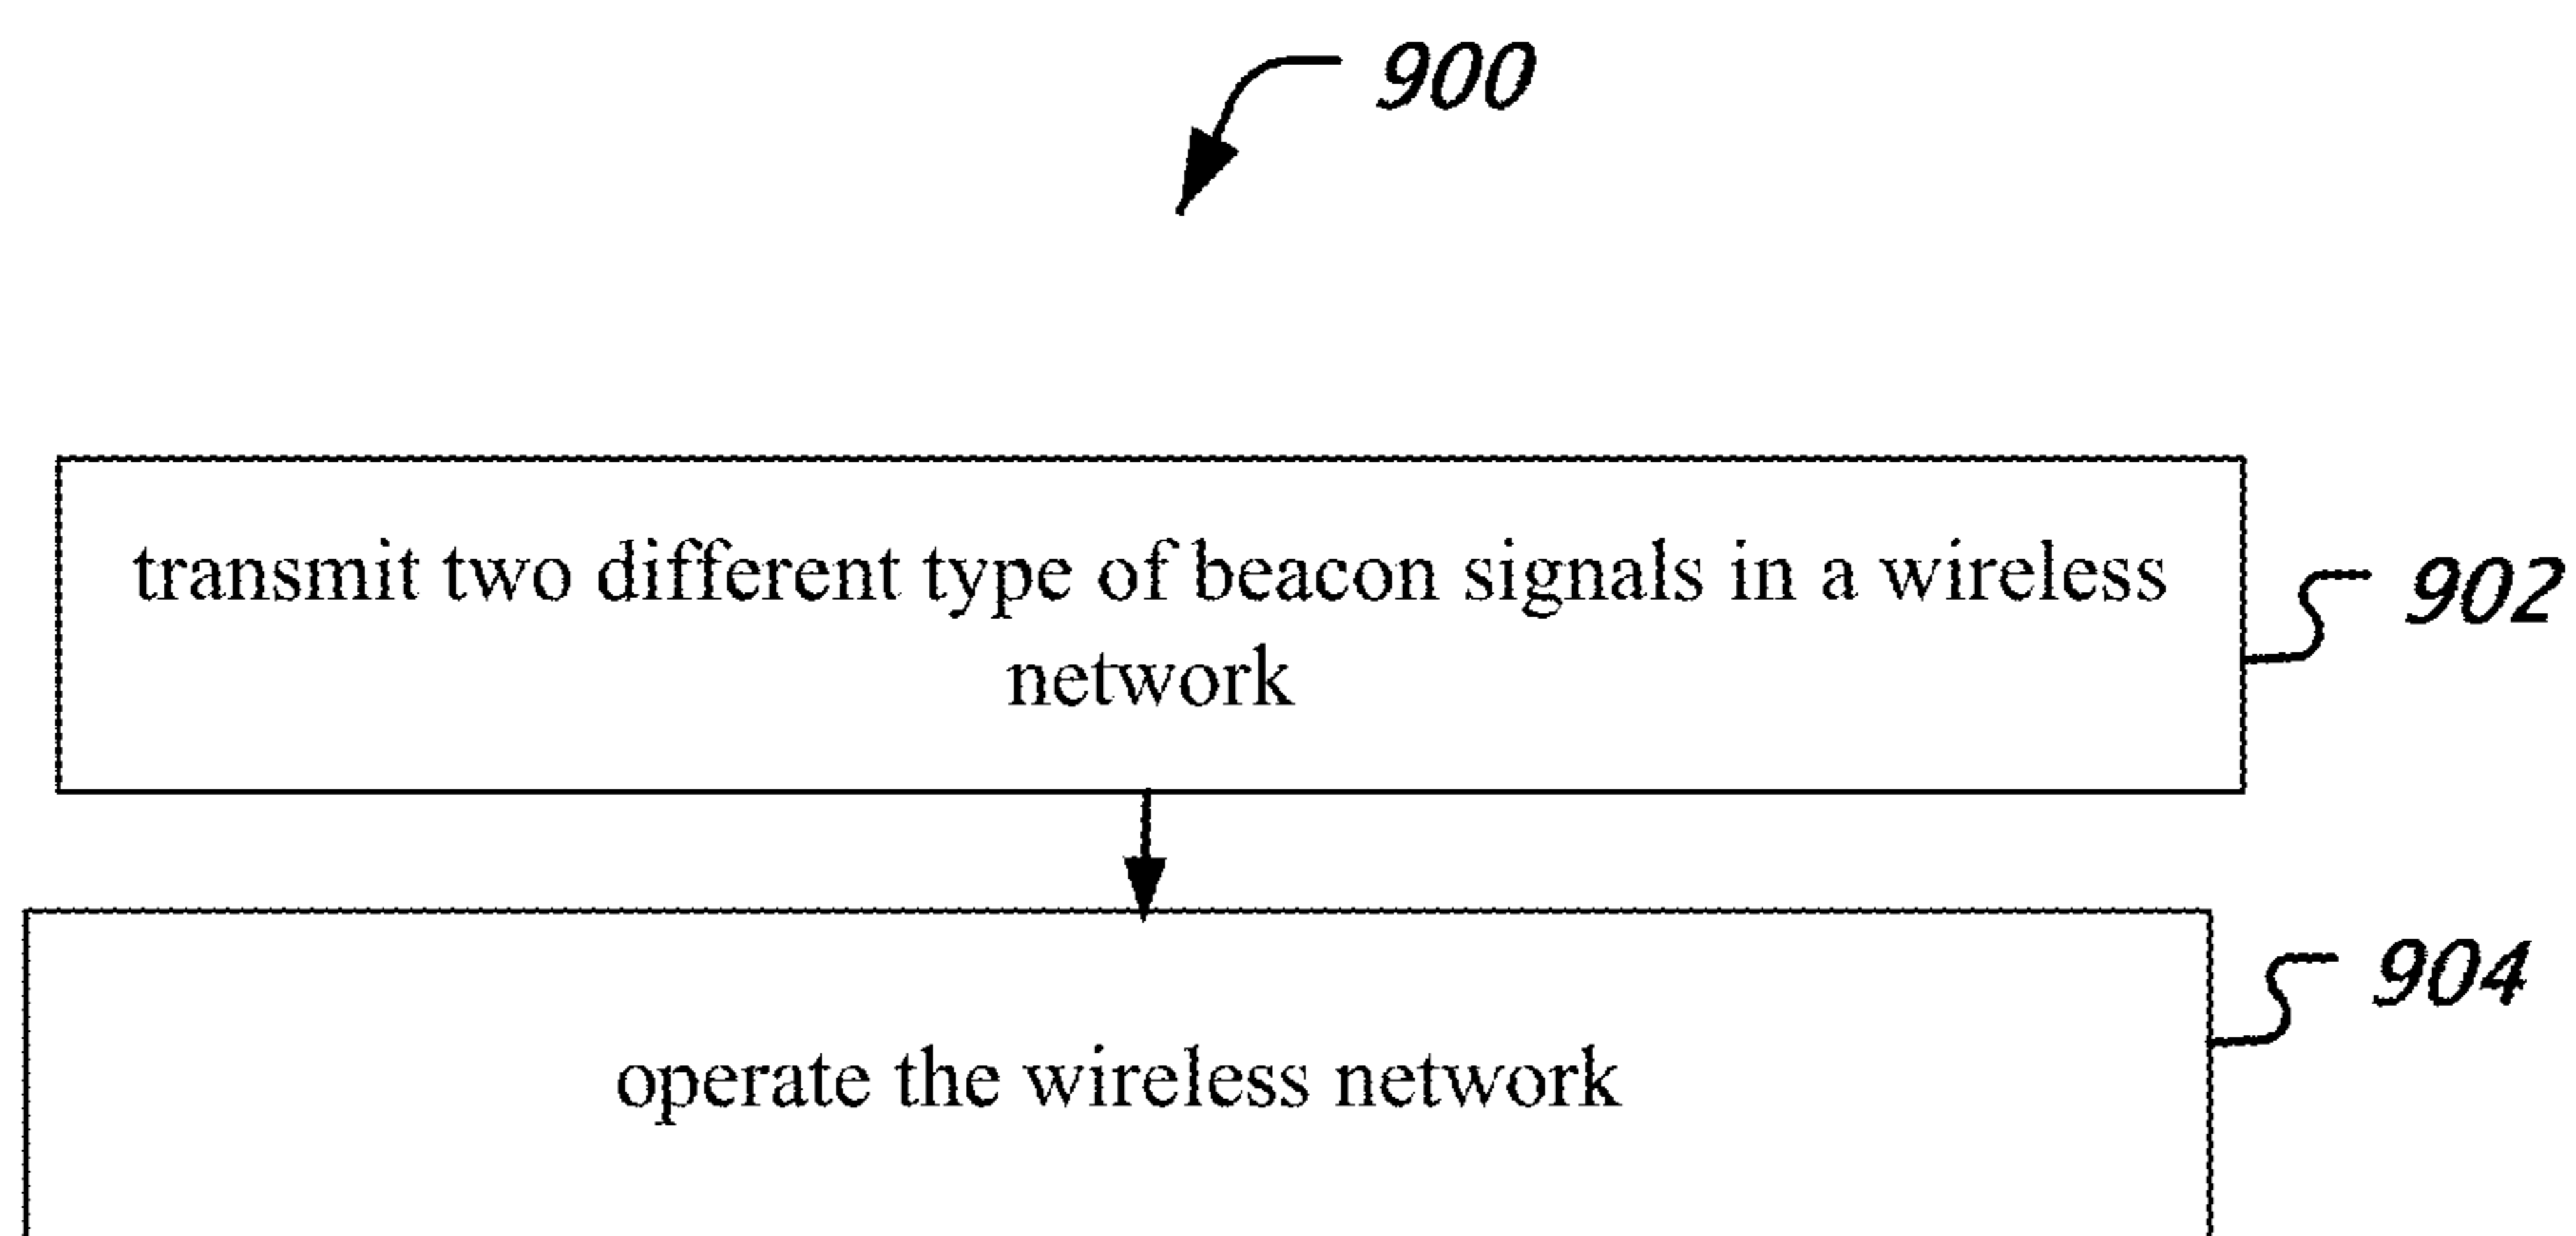 900
transmit two different type of beacon signals in a wireless
network
902
904
operate the wireless network